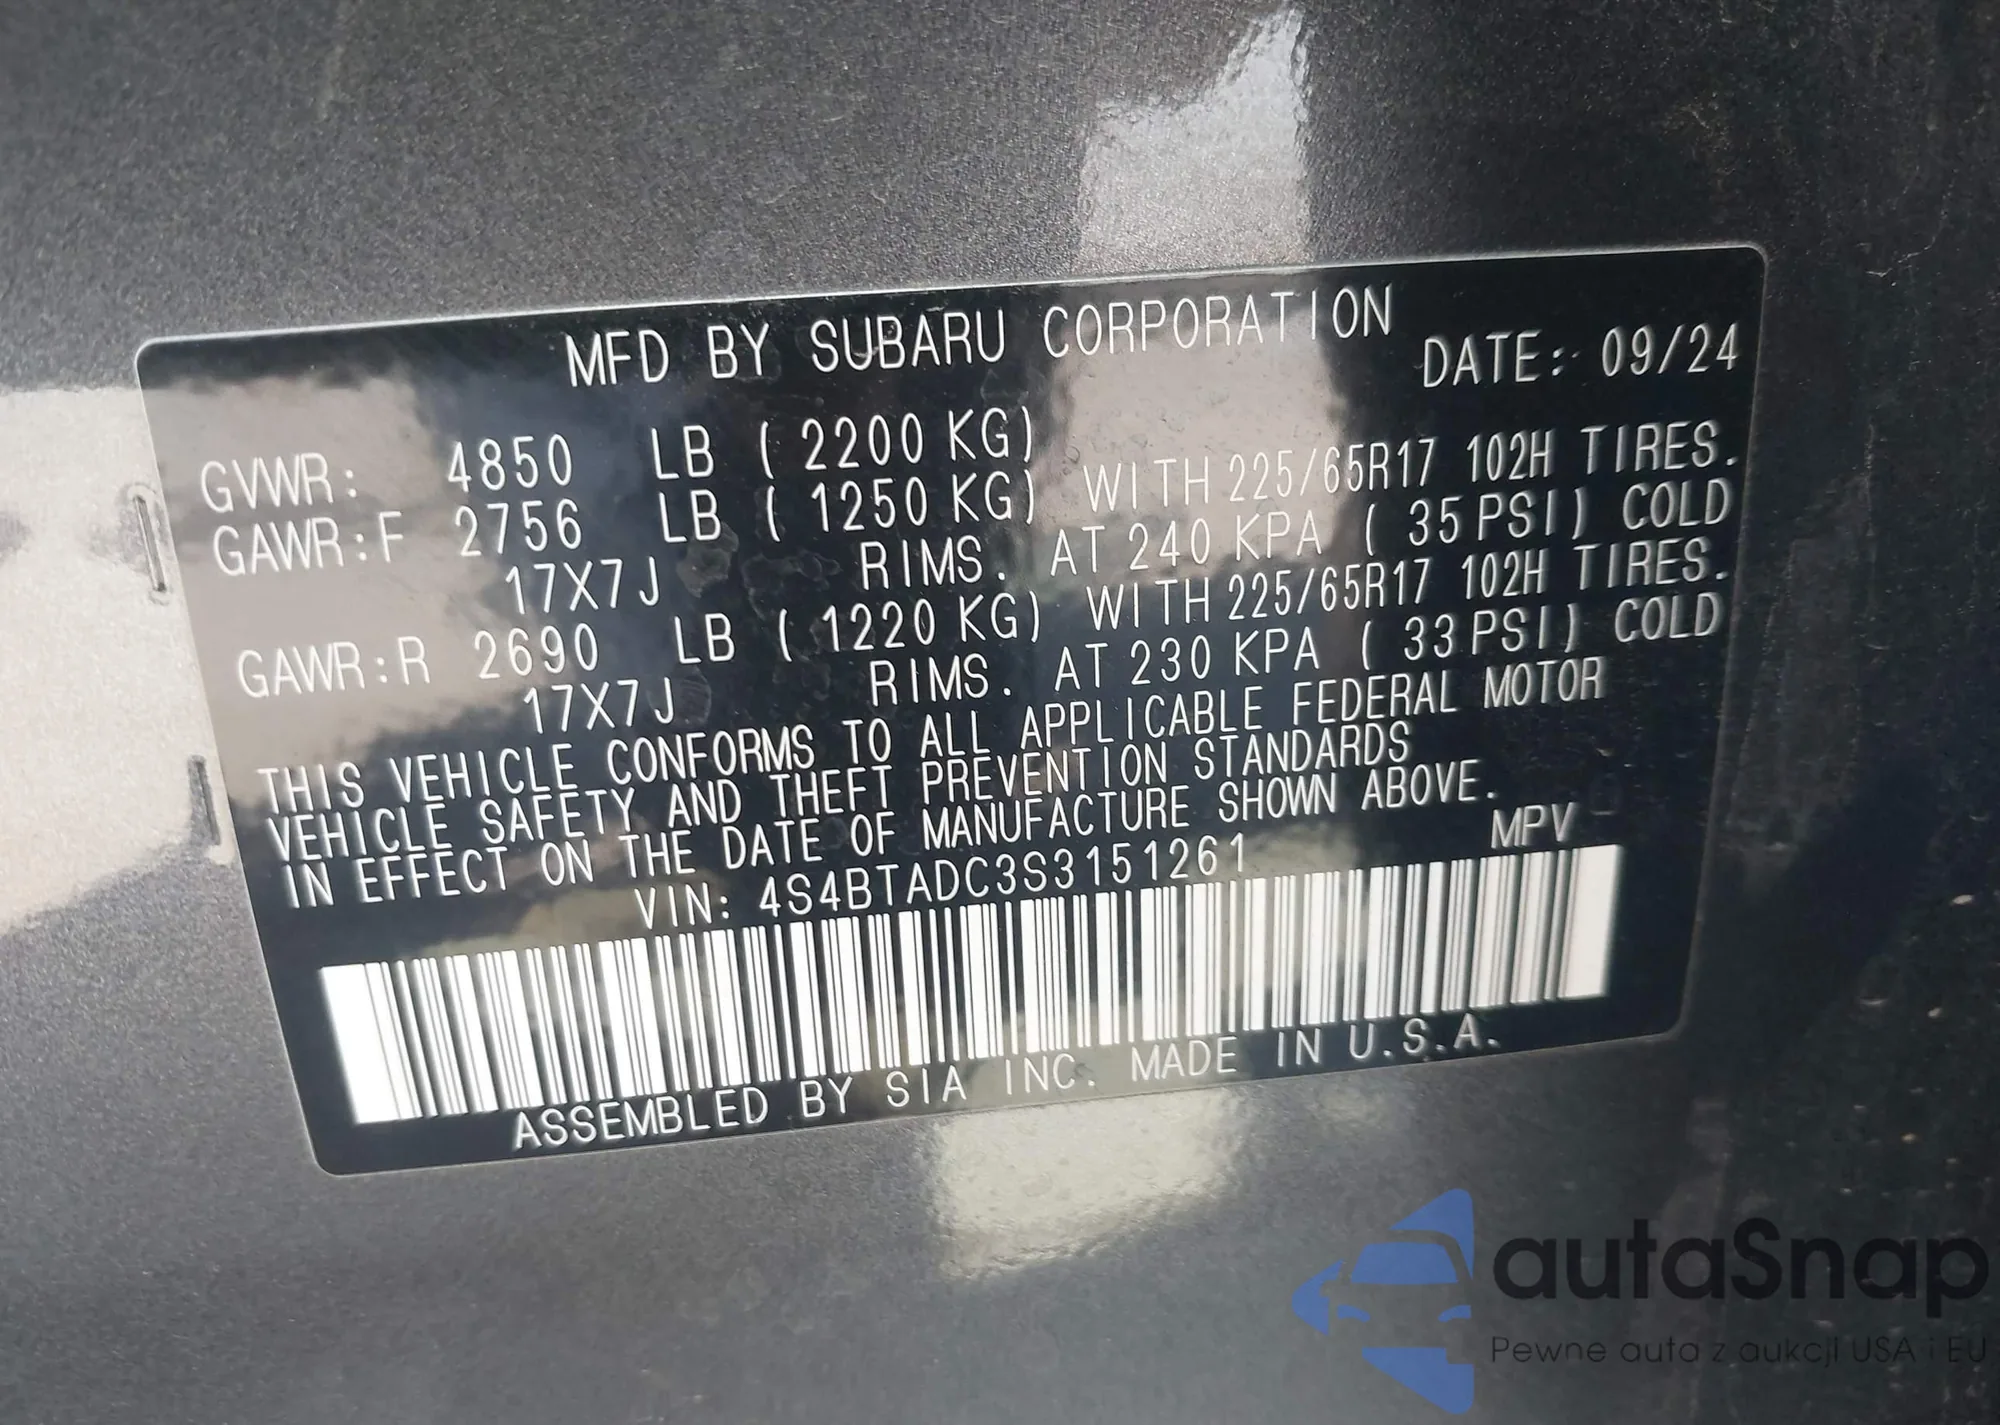 MFD BY SUBARU CORPORATION DATE: 09/24
GVWR: 4850 LB ( 2200 KG)
GAWR:F 2756 LB ( 1250 KG) WITH 225/65R17 102H TIRES.
17X7J RIMS. AT 240 KPA ( 35 PSI) COLD
GAWR:R 2690 LB ( 1220 KG) WITH 225/65R17 102H TIRES.
17X7J RIMS. AT 230 KPA ( 33 PSI) COLD
THIS VEHICLE CONFORMS TO ALL APPLICABLE FEDERAL MOTOR
VEHICLE SAFETY AND THEFT PREVENTION STANDARDS
IN EFFECT ON THE DATE OF MANUFACTURE SHOWN ABOVE.
VIN: 4S4BTADC3S3151261 MPV
ASSEMBLED BY SIA INC. MADE IN U.S.A.
autaSnap
Pewne auta z aukcji USA i EU